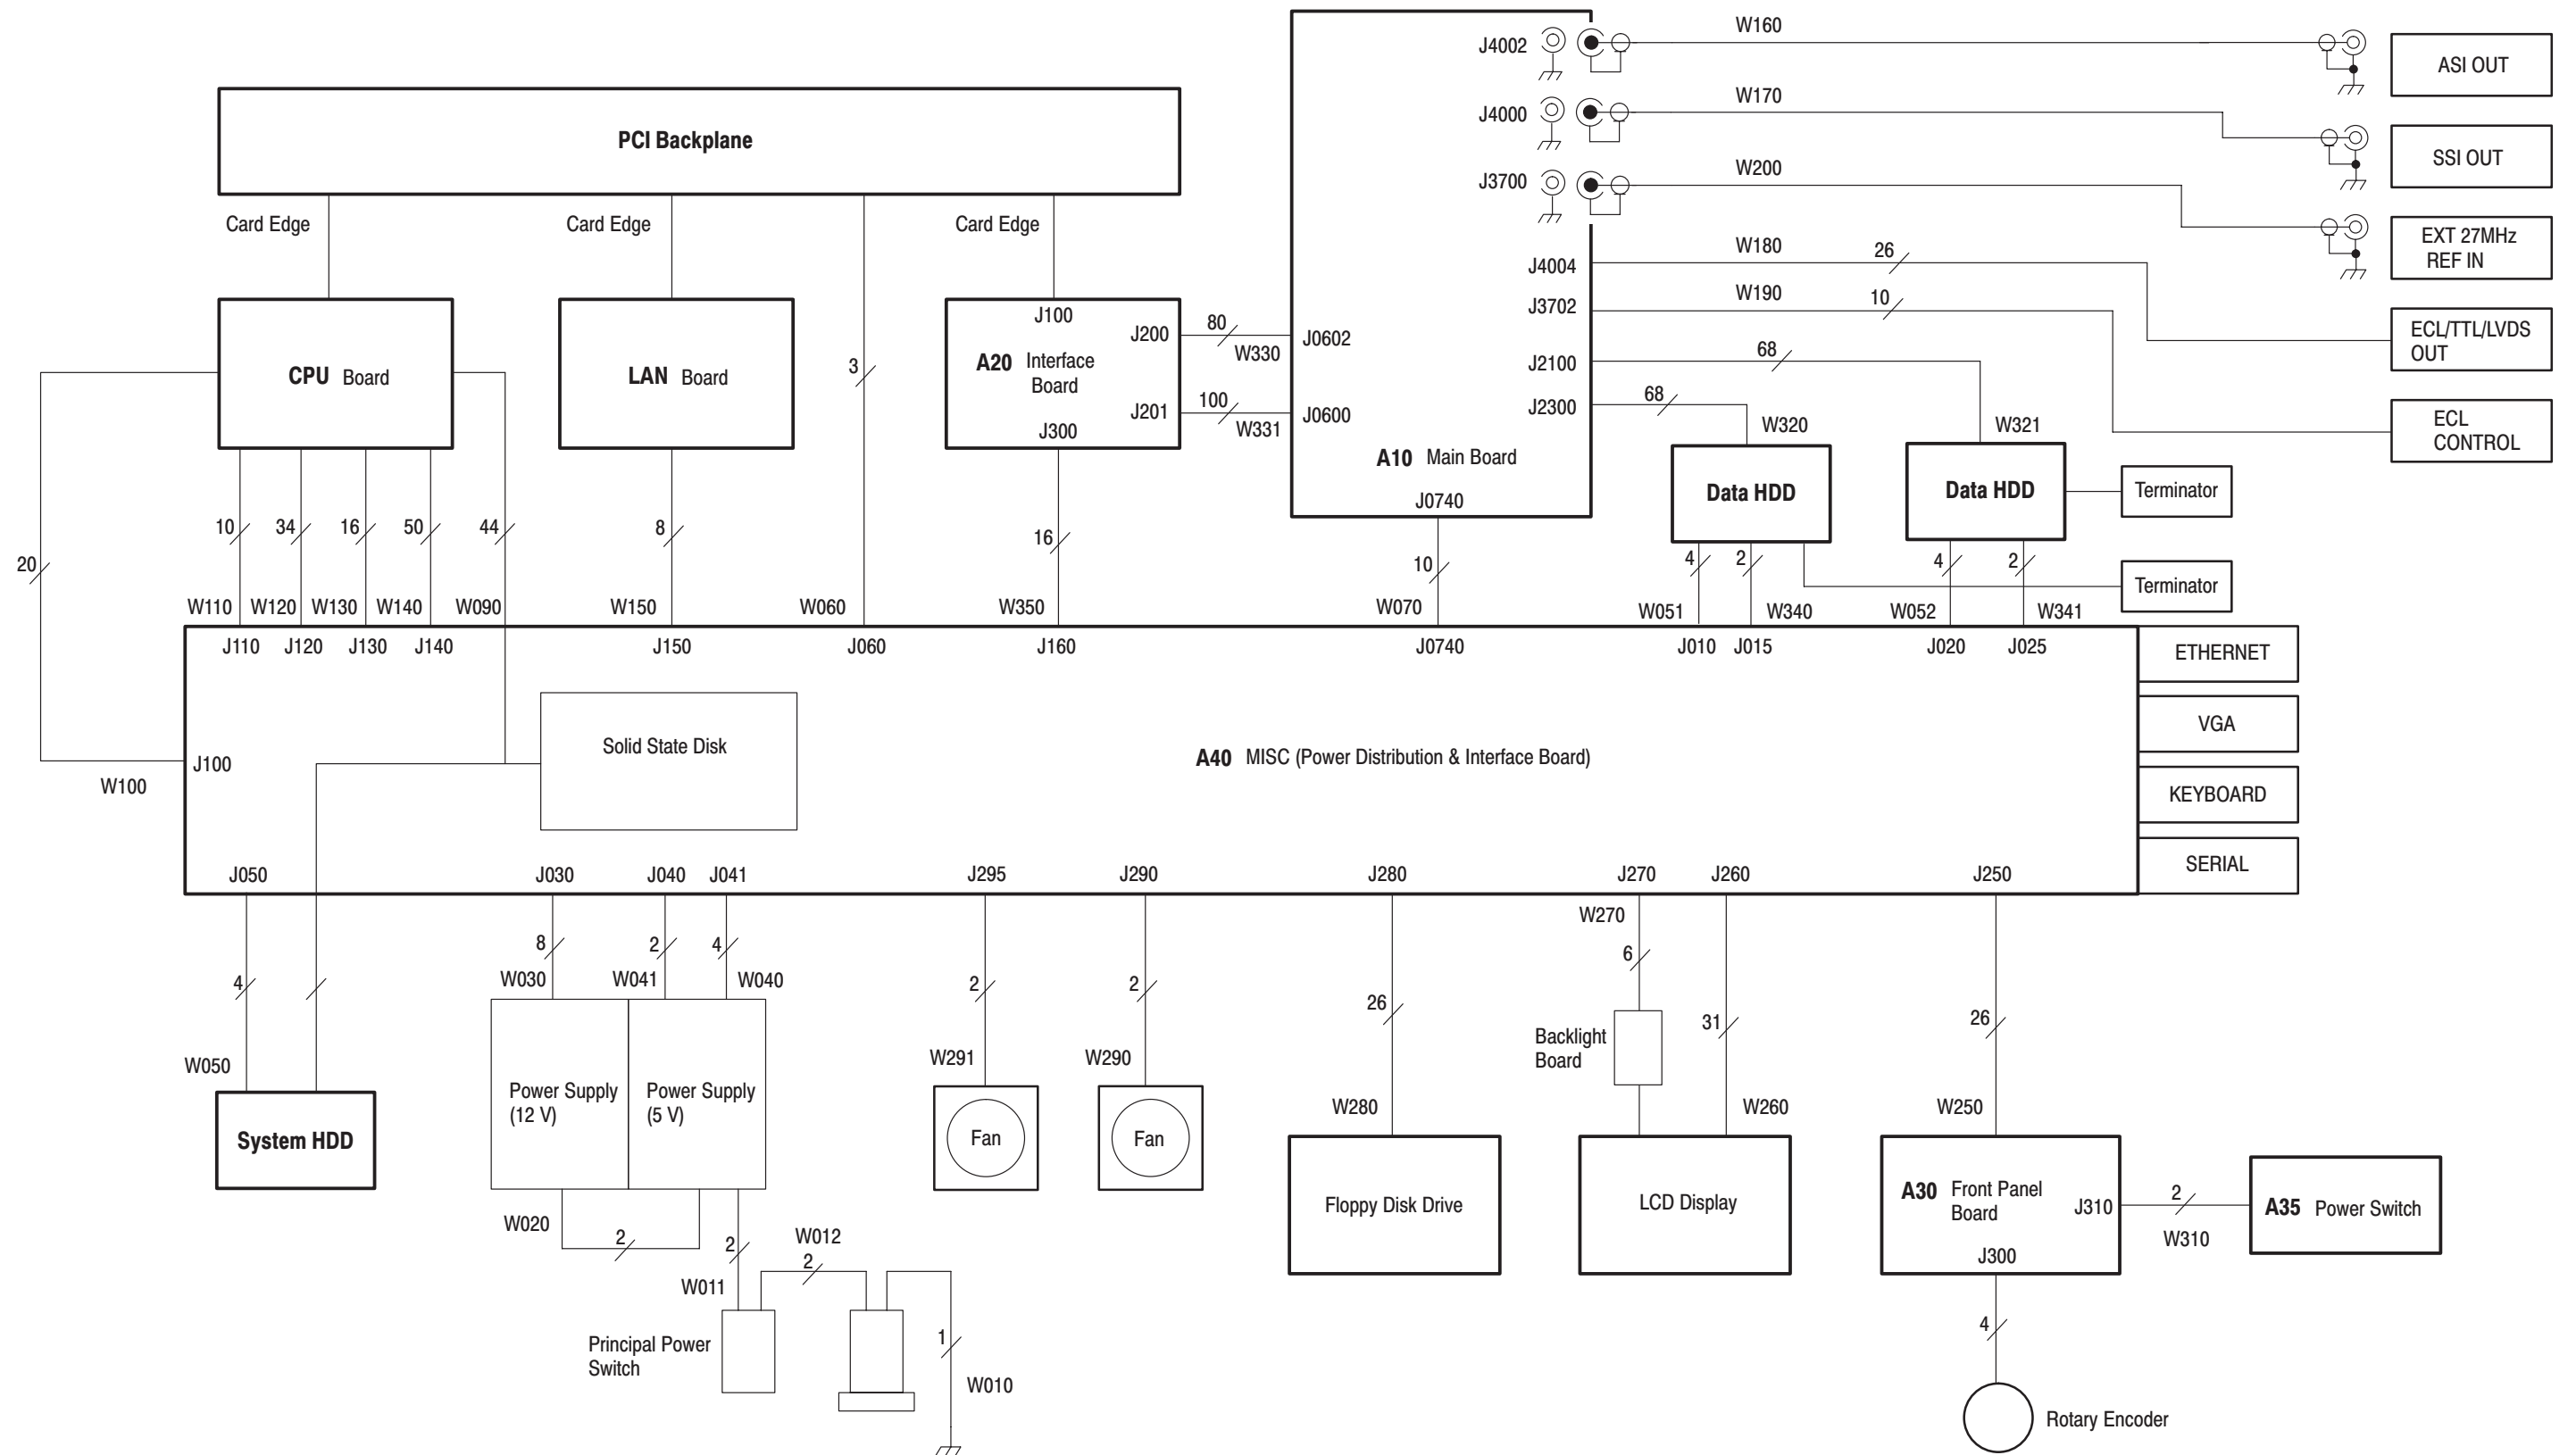 W160
J4002
ASI OUT
W170
J4000
PCI Backplane
SSI OUT
W200
J3700
Card Edge
Card Edge
Card Edge
EXT 27MHz
REF IN
W180
26
J4004
W190
10
J3702
J100
J200
80
W330
J0602
ECL/TTL/LVDS
OUT
CPU Board
LAN Board
3
A20 Interface
Board
68
J2100
J201
100
W331
J0600
68
J2300
J300
W320
W321
ECL
CONTROL
A10 Main Board
J0740
Data HDD
Data HDD
Terminator
10
34
16
50
44
8
16
20
10
4
2
4
2
Terminator
W110
W120
W130
W140
W090
W150
W060
W350
W070
W051
W340
W052
W341
J110
J120
J130
J140
J150
J060
J160
J0740
J010
J015
J020
J025
ETHERNET
VGA
Solid State Disk
A40 MISC (Power Distribution & Interface Board)
J100
W100
KEYBOARD
SERIAL
J050
J030
J040
J041
J295
J290
J280
J270
J260
J250
W270
8
2
4
6
4
W030
W041
W040
2
2
26
31
26
Backlight
Board
W050
W291
W290
Power Supply
(12 V)
Power Supply
(5 V)
W280
W260
W250
System HDD
Fan
Fan
Floppy Disk Drive
LCD Display
A30 Front Panel
Board
J310
2
W310
A35 Power Switch
W020
2
2
W012
2
J300
W011
Principal Power
Switch
1
W010
4
Rotary Encoder